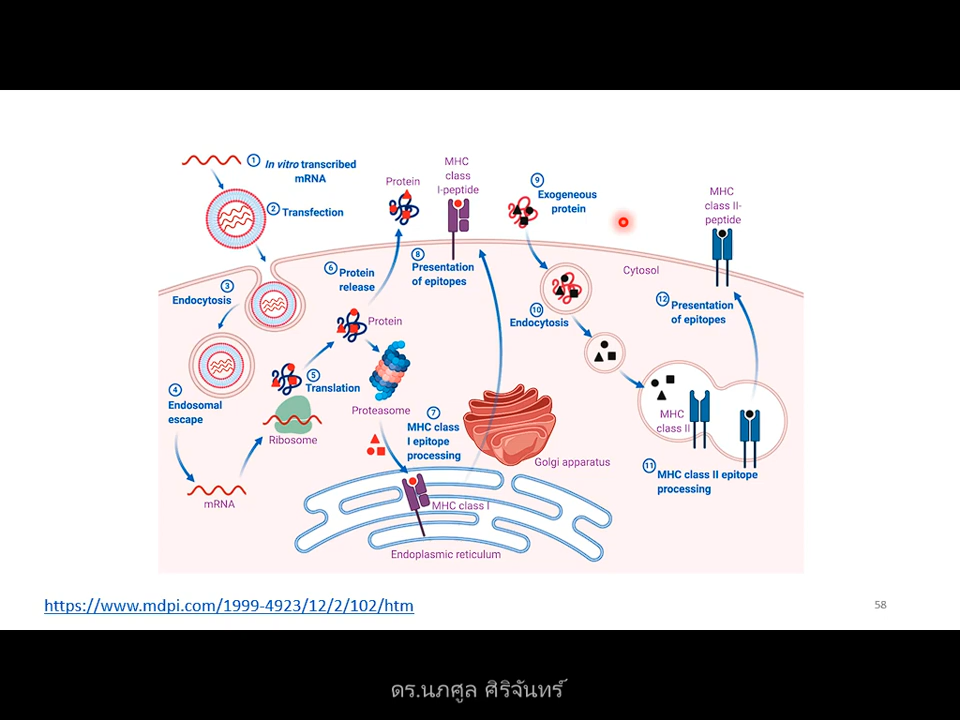 1 In vitro transcribed
mRNA
2 Transfection
3
Endocytosis
4
Endosomal
escape
mRNA
Ribosome
5
Translation
Protein
6 Protein
release
Protein
Proteasome
7
MHC class
I epitope
processing
MHC class I
Endoplasmic reticulum
Golgi apparatus
MHC
class
I-peptide
8
Presentation
of epitopes
9
Exogeneous
protein
10
Endocytosis
Cytosol
MHC
class II
11
MHC class II epitope
processing
12
Presentation
of epitopes
MHC
class II-
peptide
https://www.mdpi.com/1999-4923/12/2/102/htm
58
ดร.นภศูล ศิริจันทร์